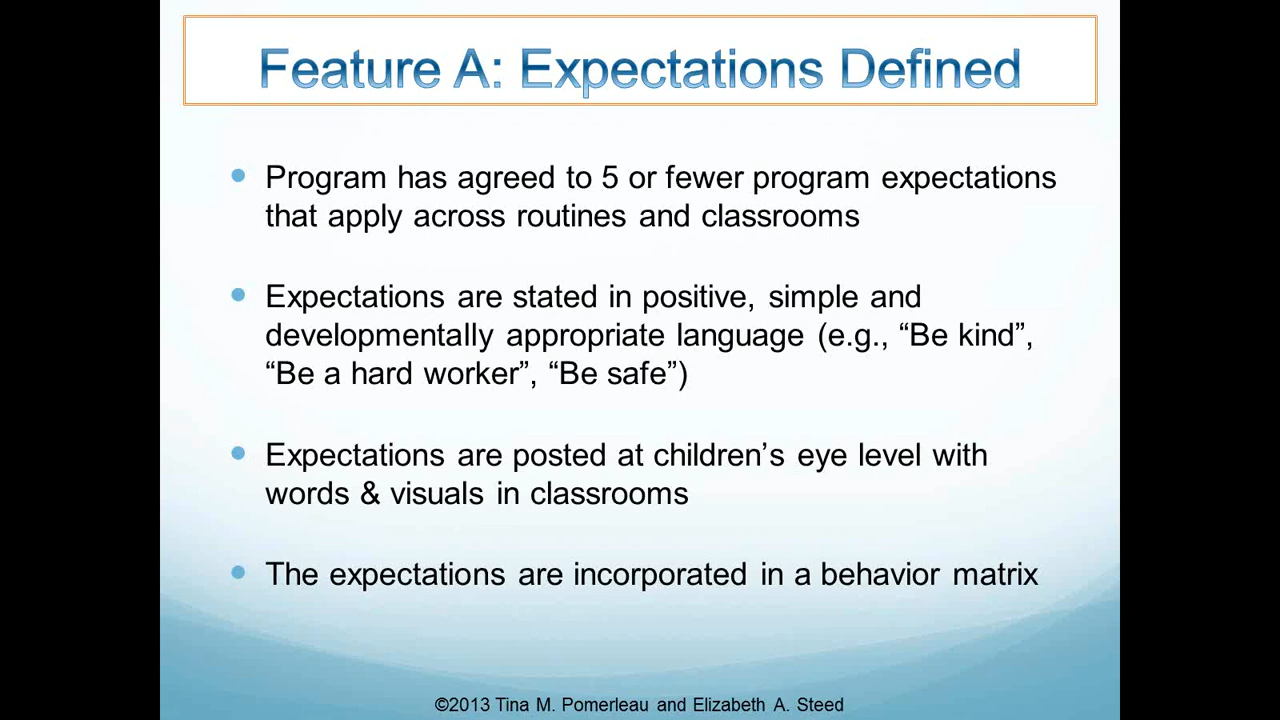 Feature A: Expectations Defined
Program has agreed to 5 or fewer program expectations
that apply across routines and classrooms
Expectations are stated in positive, simple and
developmentally appropriate language (e.g., “Be kind”,
“Be a hard worker”, “Be safe”)
Expectations are posted at children’s eye level with
words & visuals in classrooms
The expectations are incorporated in a behavior matrix
©2013 Tina M. Pomerleau and Elizabeth A. Steed